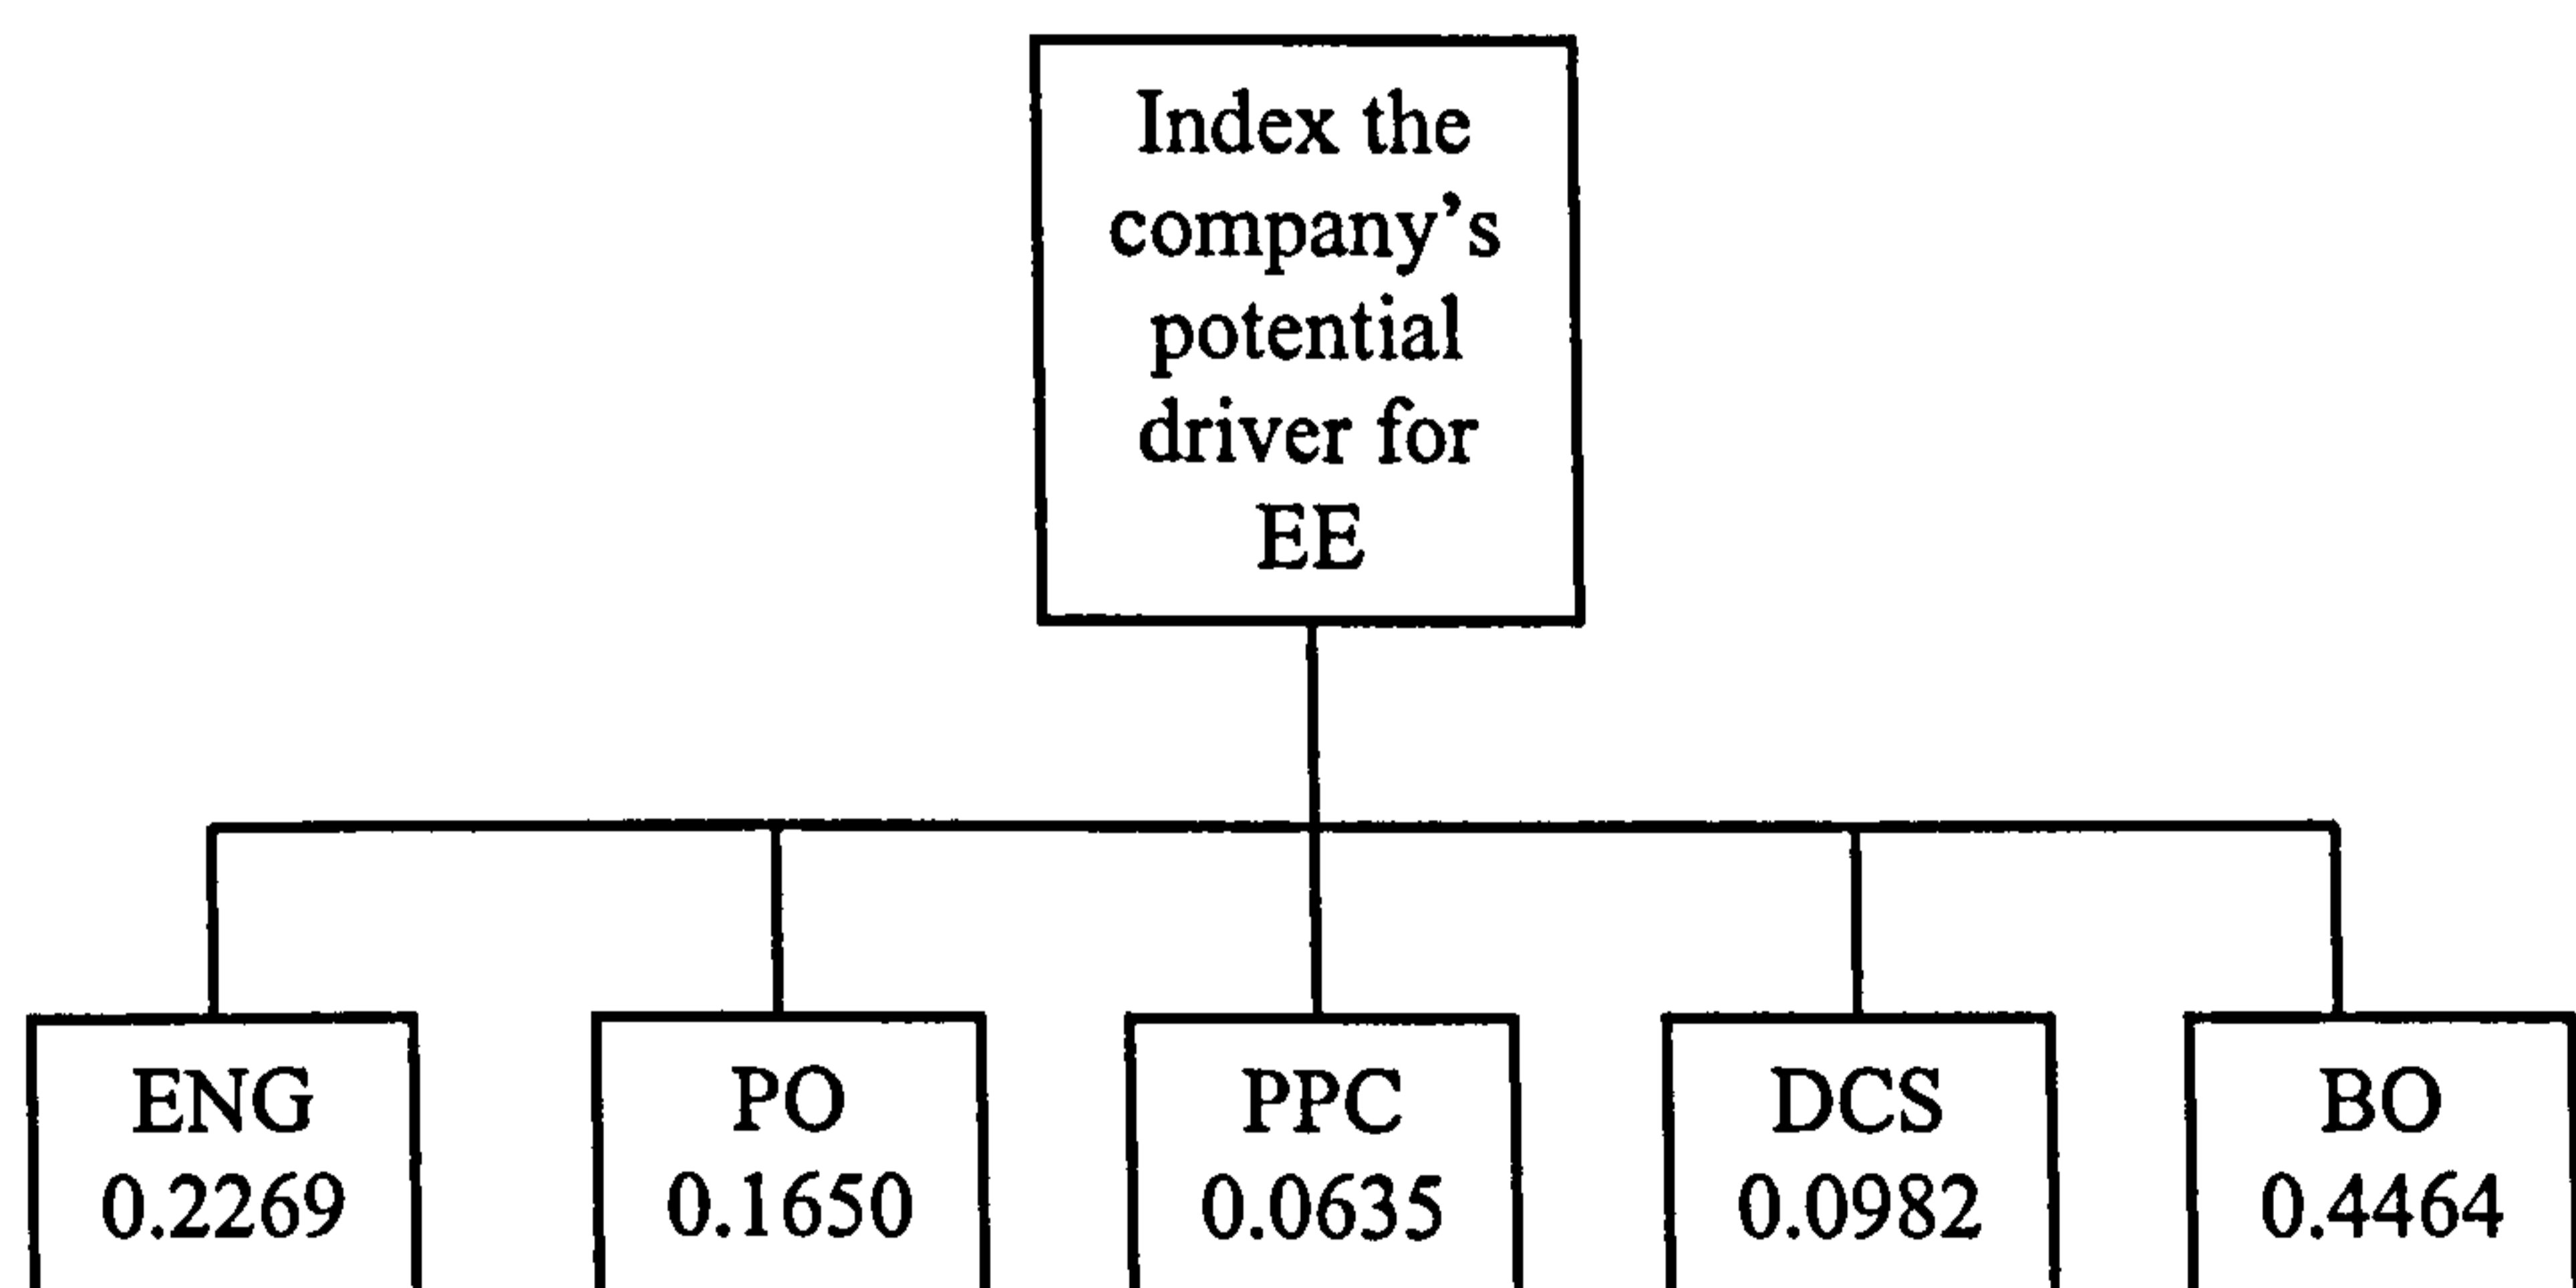 Index the
company's
potential
driver for
EE
ENG
0.2269
PO
0.1650
PPC
0.0635
DCS
0.0982
BO
0.4464